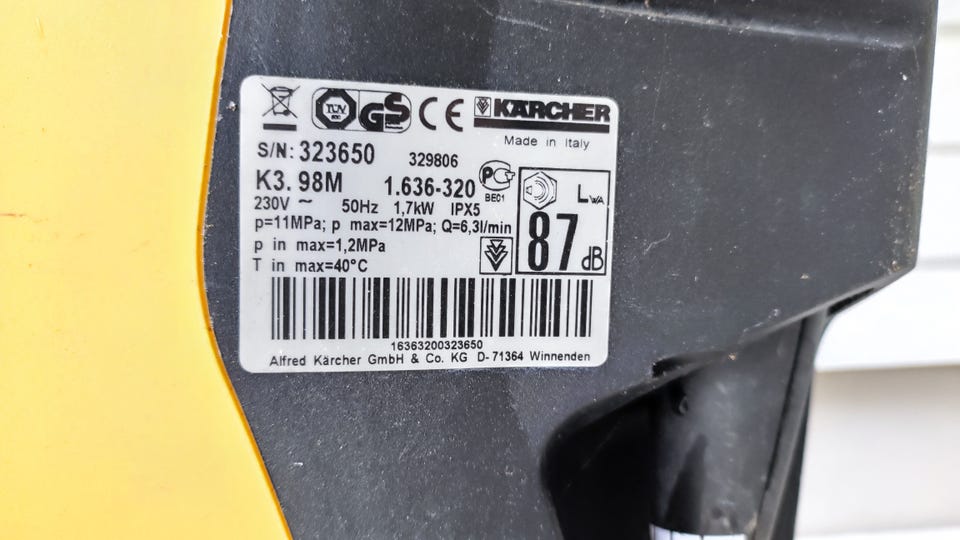 TÜV GS CE KÄRCHER
Made in Italy
S/N: 323650 329806
K3. 98M 1.636-320 BE01
230V ~ 50Hz 1,7kW IPX5
p=11MPa; p max=12MPa; Q=6,3l/min
p in max=1,2MPa
T in max=40°C
LWA
87 dB
16363200323650
Alfred Kärcher GmbH & Co. KG D-71364 Winnenden